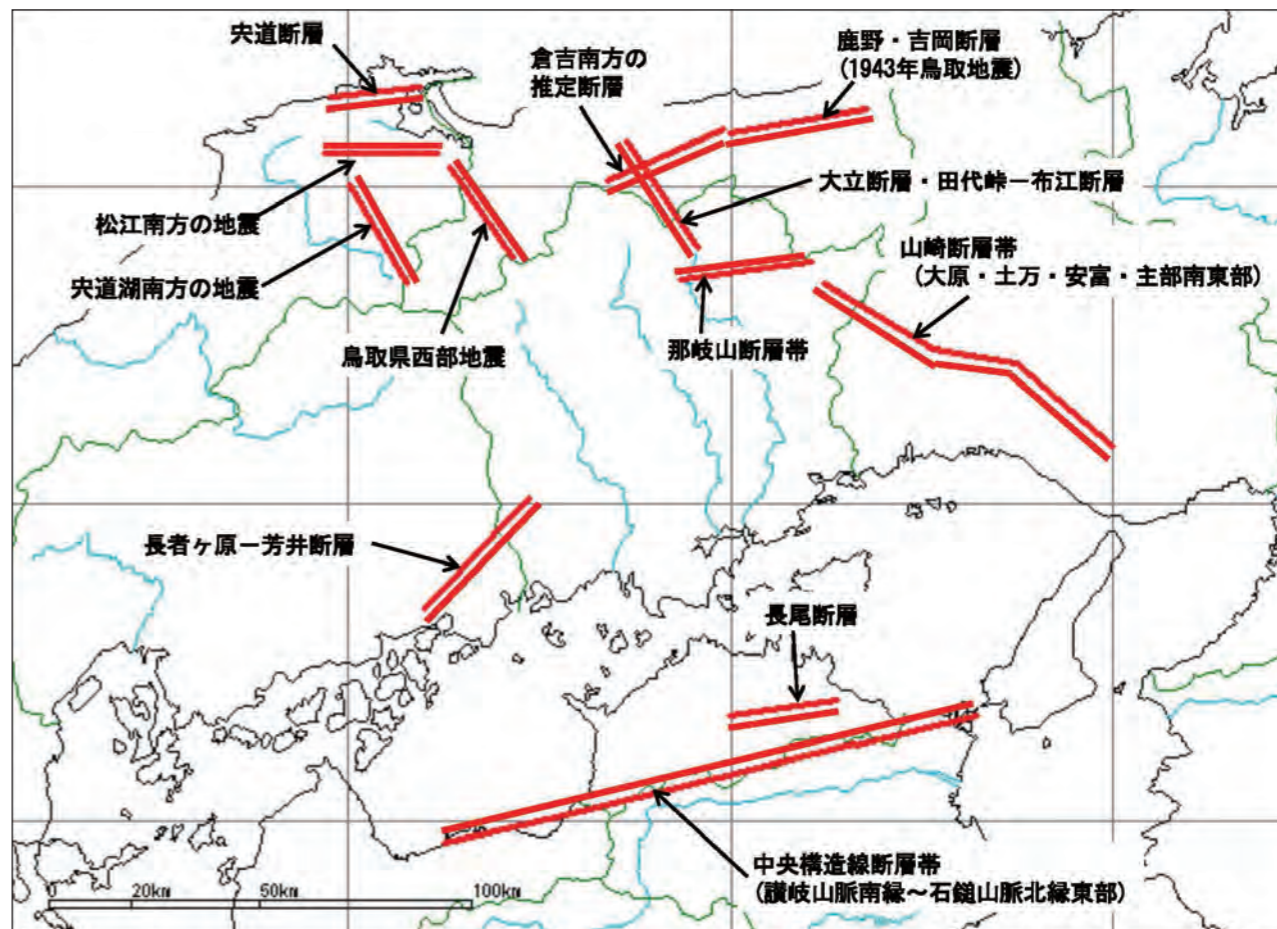 宍道断層
倉吉南方の
推定断層
鹿野・吉岡断層
(1943年鳥取地震)
大立断層・田代峠－布江断層
松江南方の地震
山崎断層帯
(大原・土万・安富・主部南東部)
宍道湖南方の地震
鳥取県西部地震
那岐山断層帯
長者ヶ原－芳井断層
長尾断層
中央構造線断層帯
(讃岐山脈南縁～石鎚山脈北縁東部)
20km 50km 100km